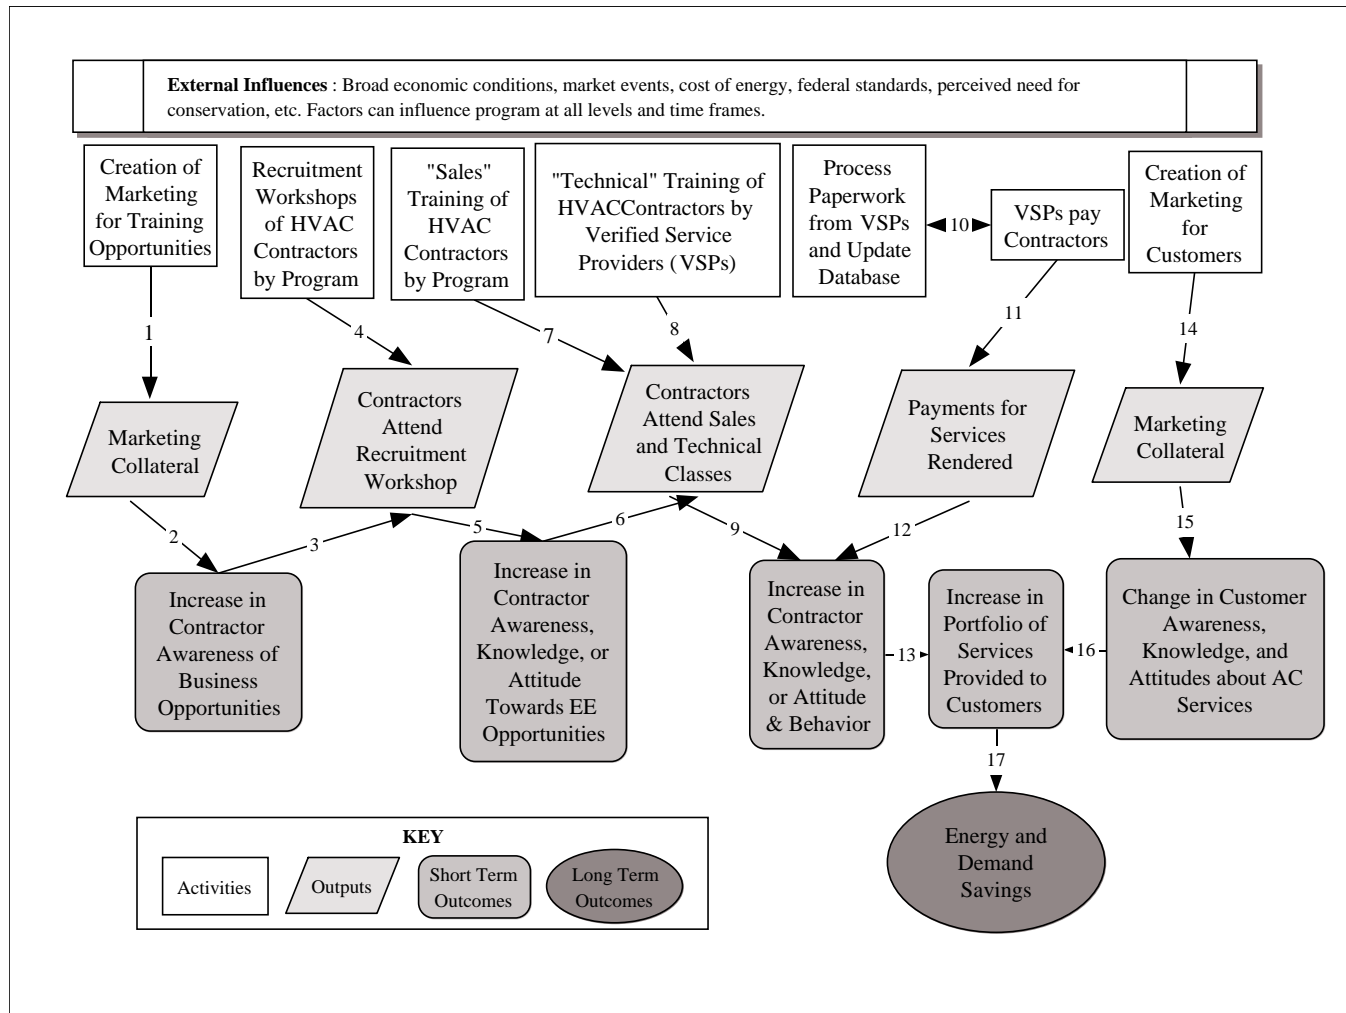 External Influences : Broad economic conditions, market events, cost of energy, federal standards, perceived need for
conservation, etc. Factors can influence program at all levels and time frames.
Creation of
Marketing
for Training
Opportunities
Recruitment
Workshops
of HVAC
Contractors
by Program
"Sales"
Training of
HVAC
Contractors
by Program
"Technical" Training of
HVACContractors by
Verified Service
Providers (VSPs)
Process
Paperwork
from VSPs
and Update
Database
10
VSPs pay
Contractors
Creation of
Marketing
for
Customers
1
4
7
8
11
14
Marketing
Collateral
Contractors
Attend
Recruitment
Workshop
Contractors
Attend Sales
and Technical
Classes
Payments for
Services
Rendered
Marketing
Collateral
2
3
5
6
9
12
15
Increase in
Contractor
Awareness of
Business
Opportunities
Increase in
Contractor
Awareness,
Knowledge, or
Attitude
Towards EE
Opportunities
Increase in
Contractor
Awareness,
Knowledge,
or Attitude
& Behavior
13
Increase in
Portfolio of
Services
Provided to
Customers
16
Change in Customer
Awareness,
Knowledge, and
Attitudes about AC
Services
17
Energy and
Demand
Savings
KEY
Activities
Outputs
Short Term
Outcomes
Long Term
Outcomes